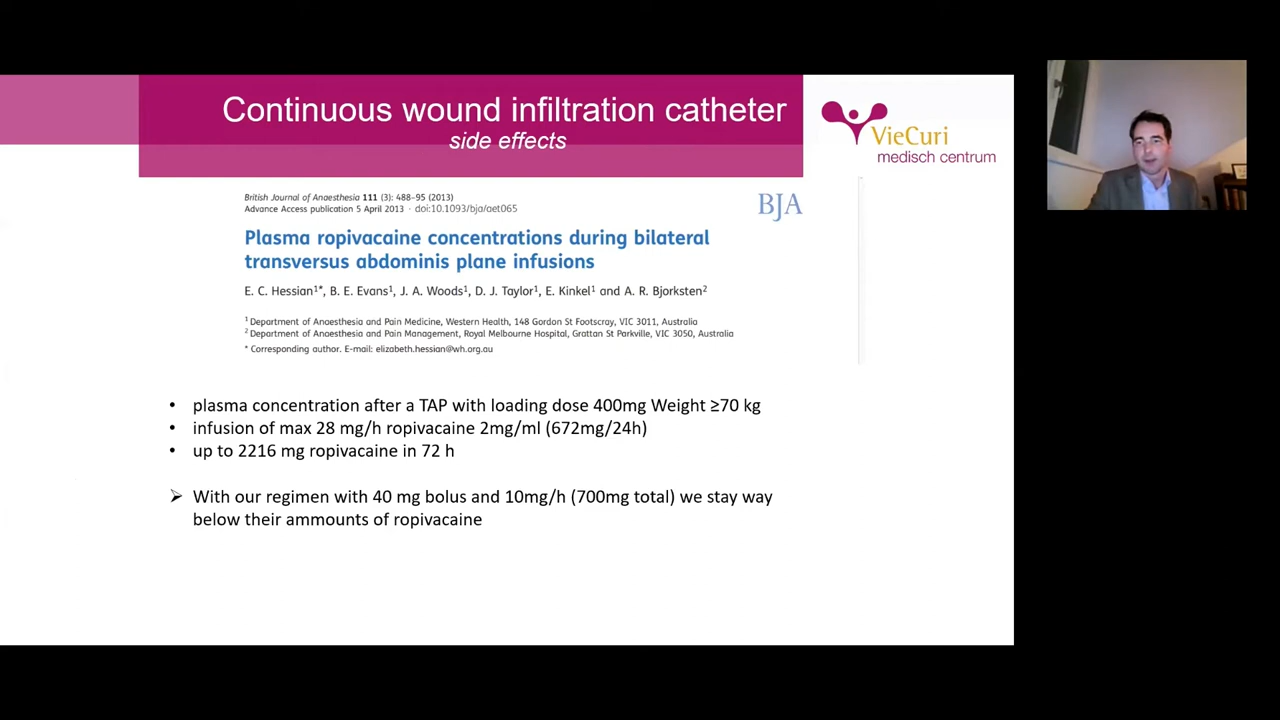 Continuous wound infiltration catheter
side effects
VieCuri
medisch centrum
British Journal of Anaesthesia 111 (3): 488–95 (2013)
Advance Access publication 5 April 2013 · doi:10.1093/bja/aet065
BJA
Plasma ropivacaine concentrations during bilateral
transversus abdominis plane infusions
E. C. Hessian1*, B. E. Evans1, J. A. Woods1, D. J. Taylor1, E. Kinkel1 and A. R. Bjorksten2
1 Department of Anaesthesia and Pain Medicine, Western Health, 148 Gordon St Footscray, VIC 3011, Australia
2 Department of Anaesthesia and Pain Management, Royal Melbourne Hospital, Grattan St Parkville, VIC 3050, Australia
* Corresponding author. E-mail: elizabeth.hessian@wh.org.au
• plasma concentration after a TAP with loading dose 400mg Weight ≥70 kg
• infusion of max 28 mg/h ropivacaine 2mg/ml (672mg/24h)
• up to 2216 mg ropivacaine in 72 h
➢ With our regimen with 40 mg bolus and 10mg/h (700mg total) we stay way
below their ammounts of ropivacaine